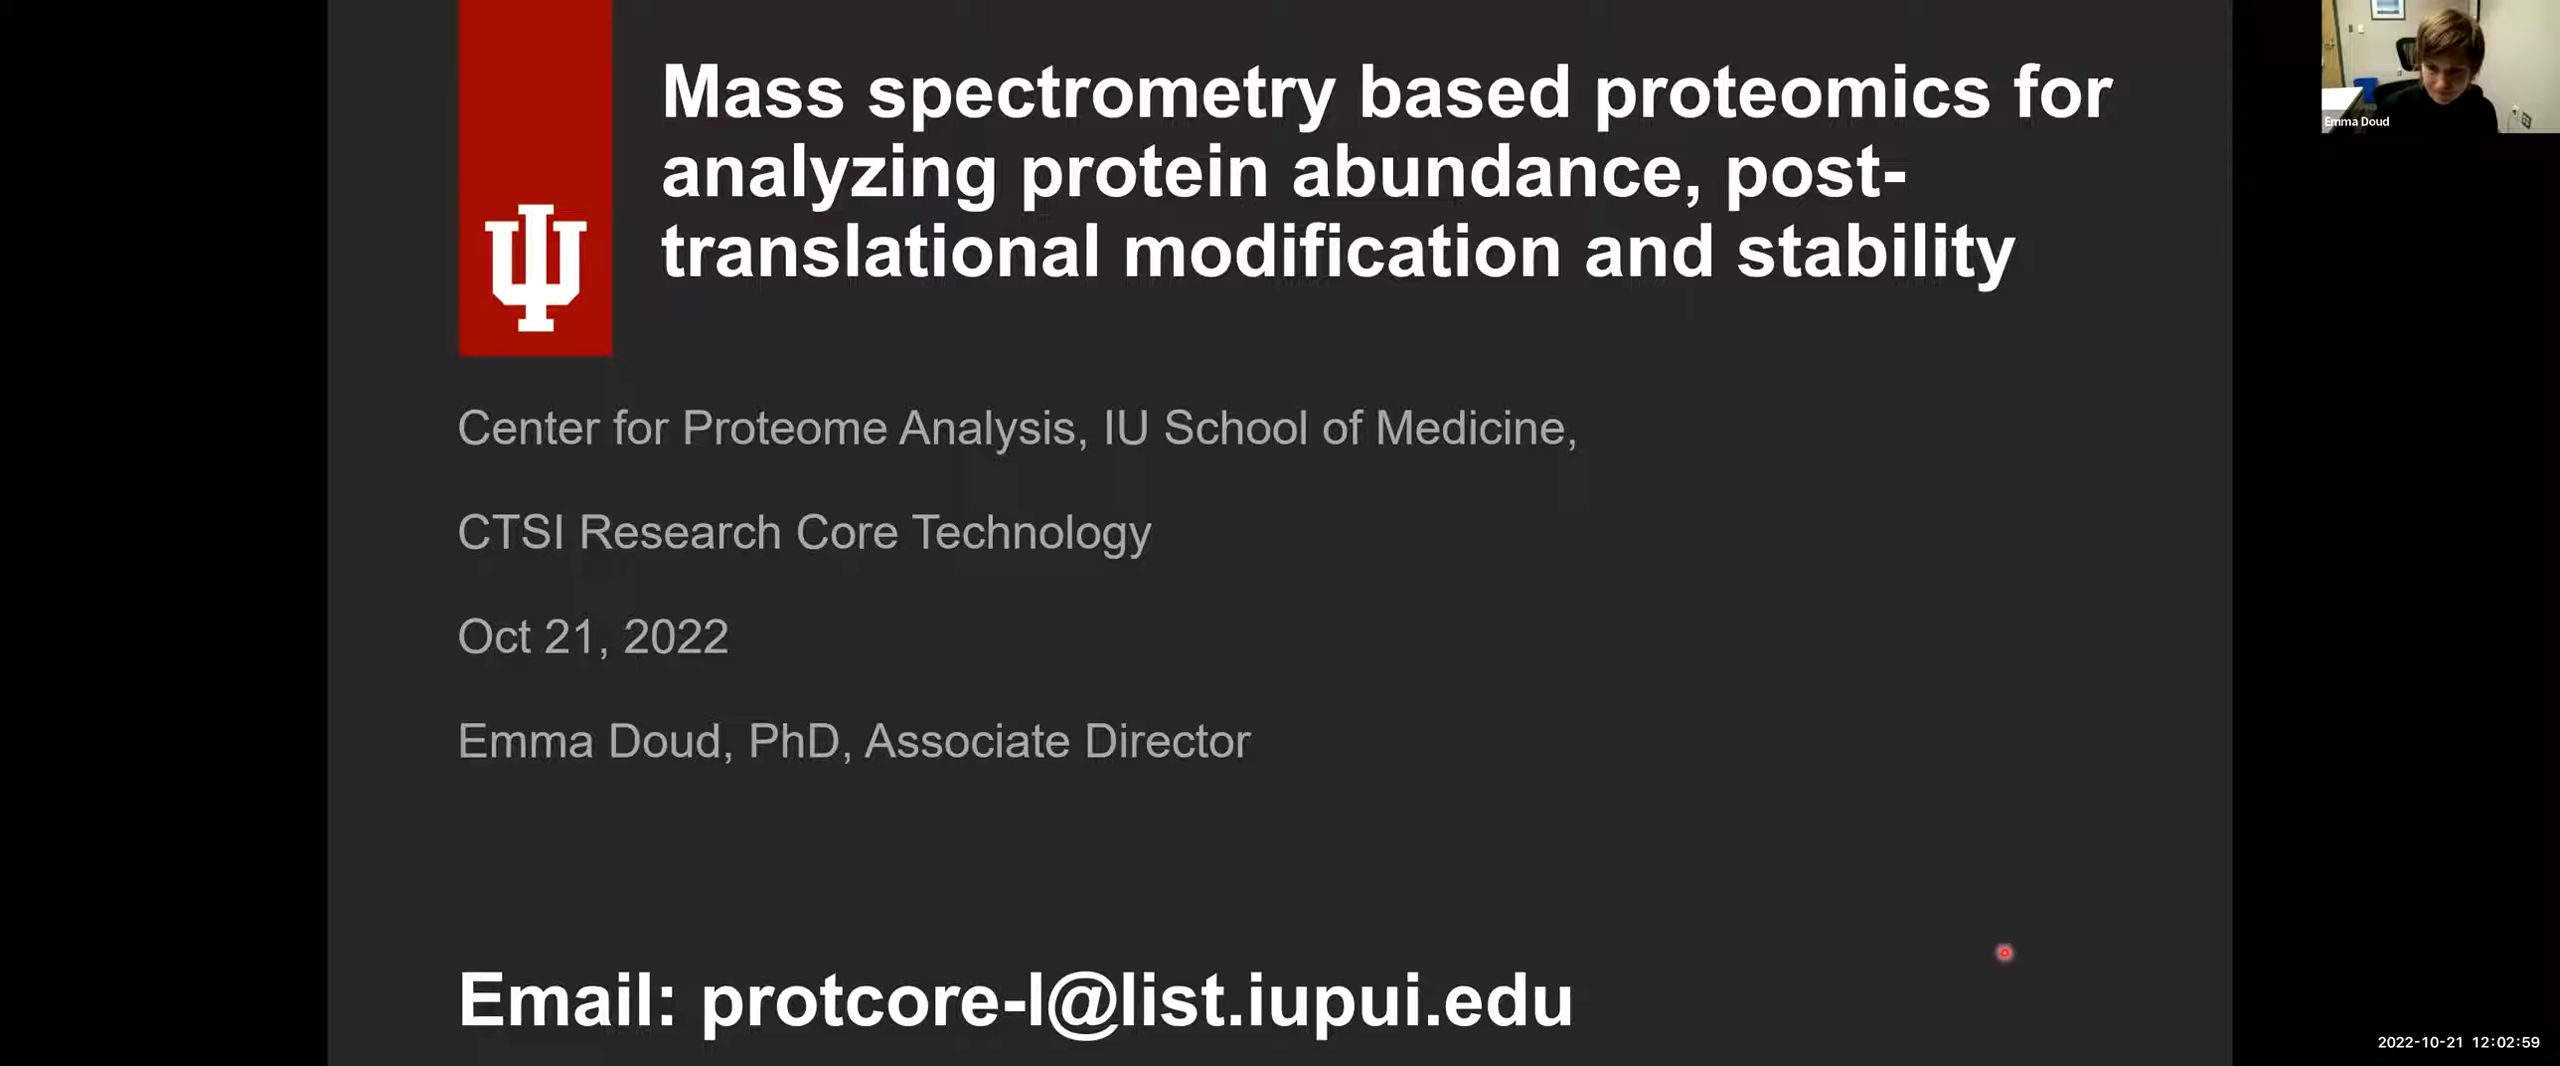 Mass spectrometry based proteomics for
analyzing protein abundance, post-
translational modification and stability
Emma Doud
Center for Proteome Analysis, IU School of Medicine,
CTSI Research Core Technology
Oct 21, 2022
Emma Doud, PhD, Associate Director
Email: protcore-l@list.iupui.edu
2022-10-21 12:02:59